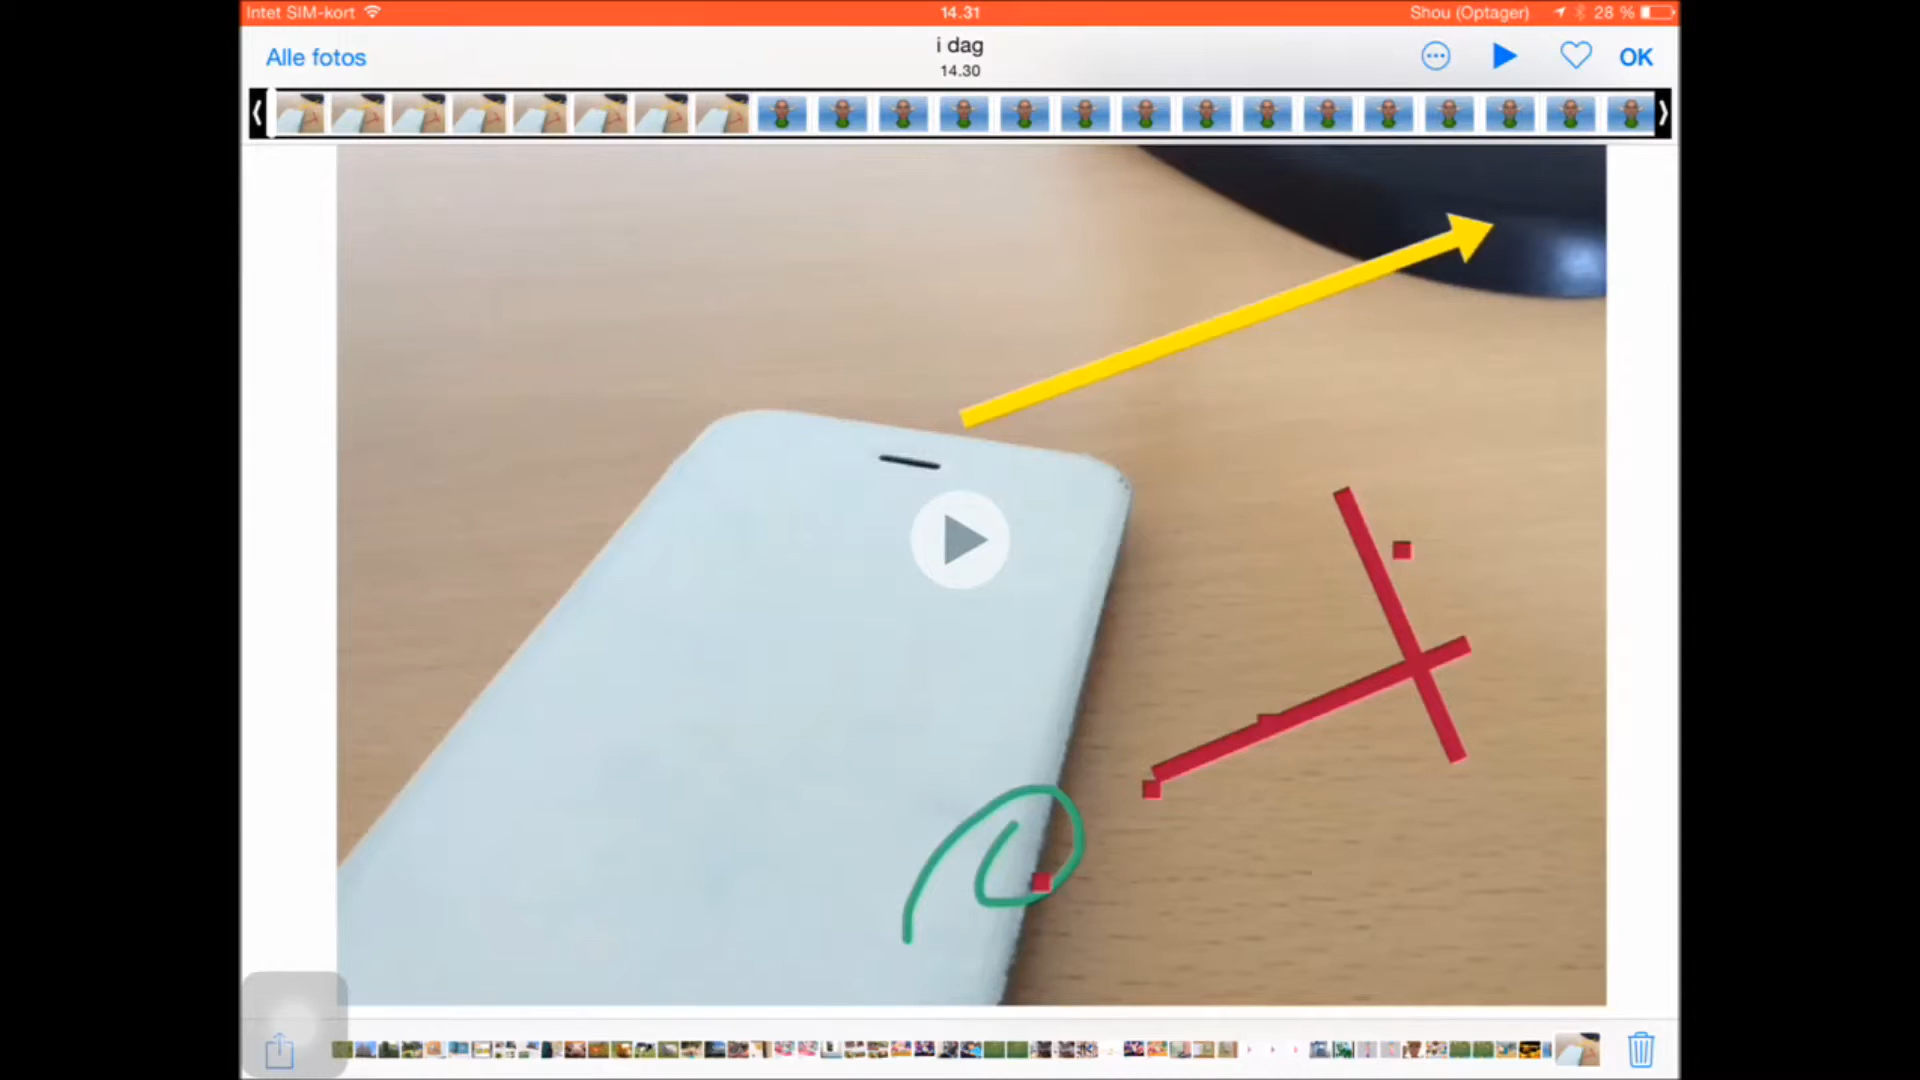 Intet SIM-kort 14.31 Shou (Optager) 28 %
Alle fotos i dag OK
14.30